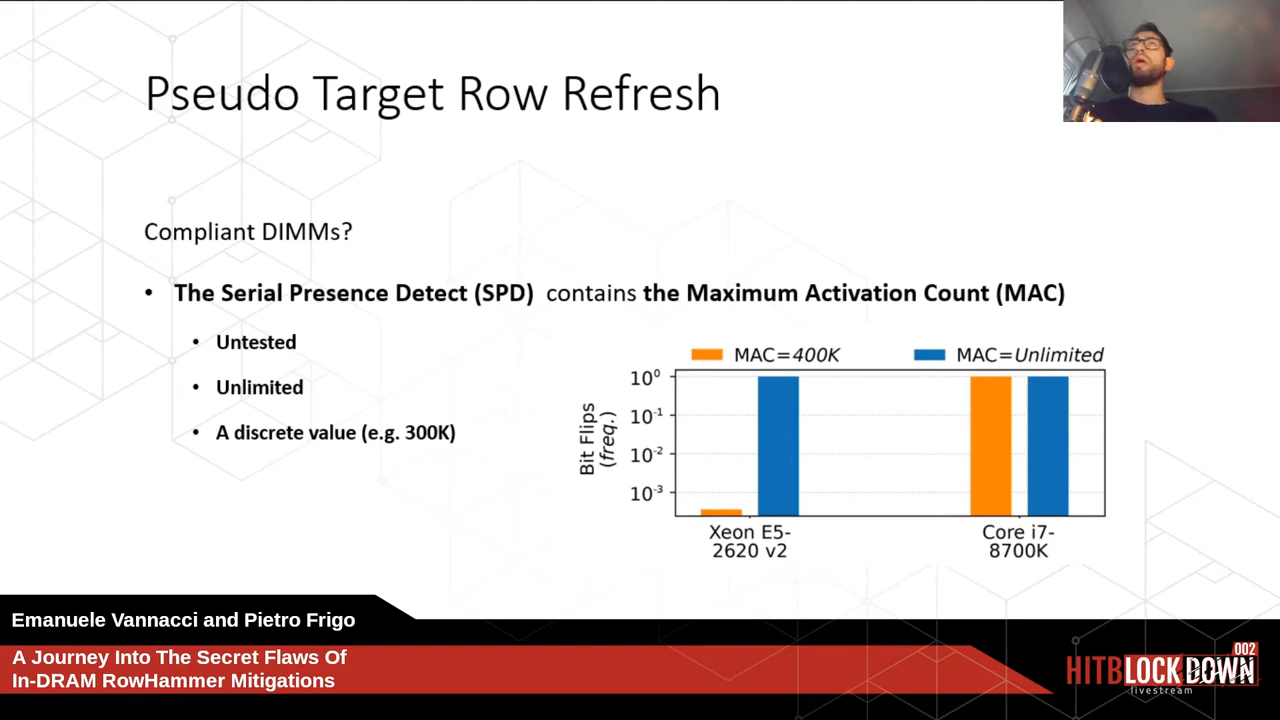 Pseudo Target Row Refresh
Compliant DIMMs?
• The Serial Presence Detect (SPD) contains the Maximum Activation Count (MAC)
• Untested
• Unlimited
• A discrete value (e.g. 300K)
MAC=400K MAC=Unlimited
Bit Flips
(freq.)
10⁰
10⁻¹
10⁻²
10⁻³
Xeon E5-
2620 v2
Core i7-
8700K
Emanuele Vannacci and Pietro Frigo
A Journey Into The Secret Flaws Of
In-DRAM RowHammer Mitigations
002
HITBLOCKDOWN
livestream